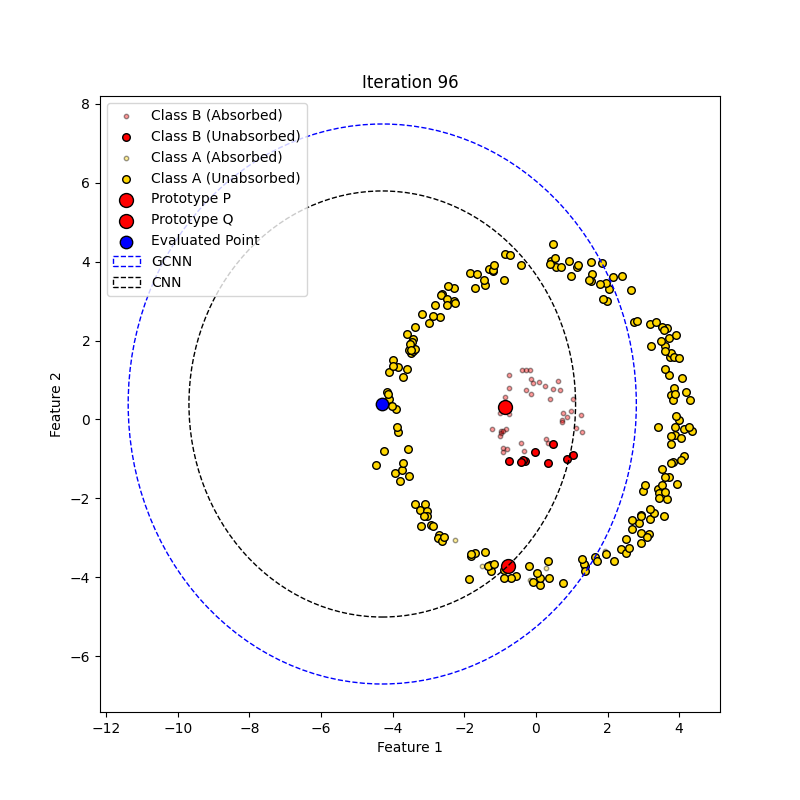 Iteration 96
Class B (Absorbed)
Class B (Unabsorbed)
Class A (Absorbed)
Class A (Unabsorbed)
Prototype P
Prototype Q
Evaluated Point
GCNN
CNN
8
6
4
2
0
−2
−4
−6
Feature 2
−12
−10
−8
−6
−4
−2
0
2
4
Feature 1